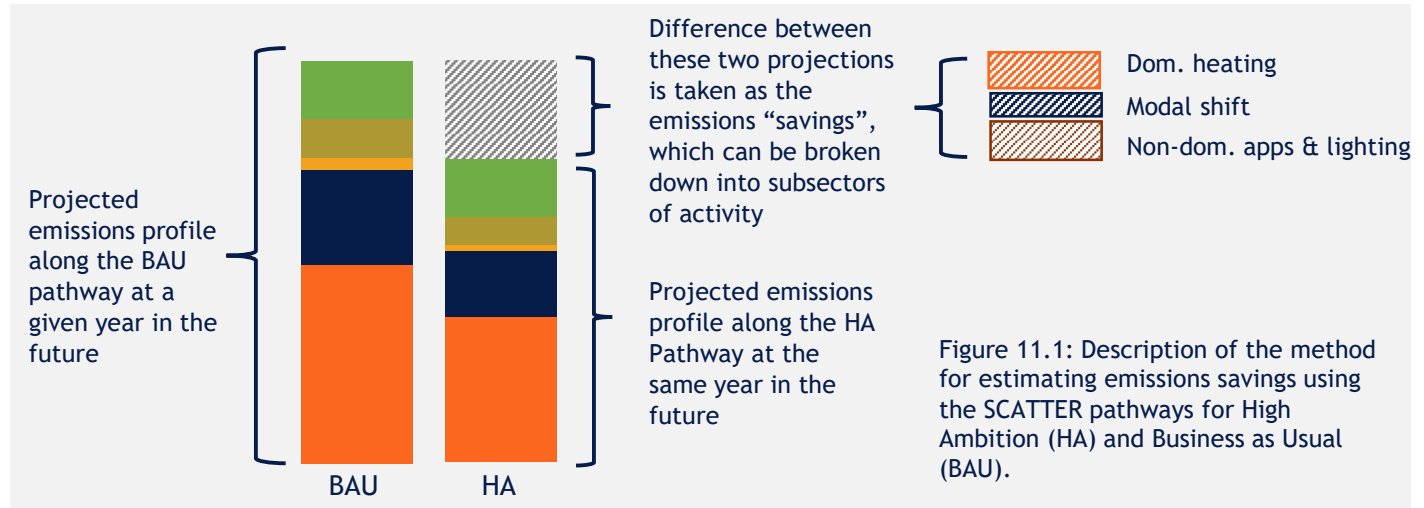 Projected
emissions profile
along the BAU
pathway at a
given year in the
future
BAU
HA
Difference between
these two projections
is taken as the
emissions “savings”,
which can be broken
down into subsectors
of activity
Projected emissions
profile along the HA
Pathway at the
same year in the
future
Dom. heating
Modal shift
Non-dom. apps & lighting
Figure 11.1: Description of the method
for estimating emissions savings using
the SCATTER pathways for High
Ambition (HA) and Business as Usual
(BAU).